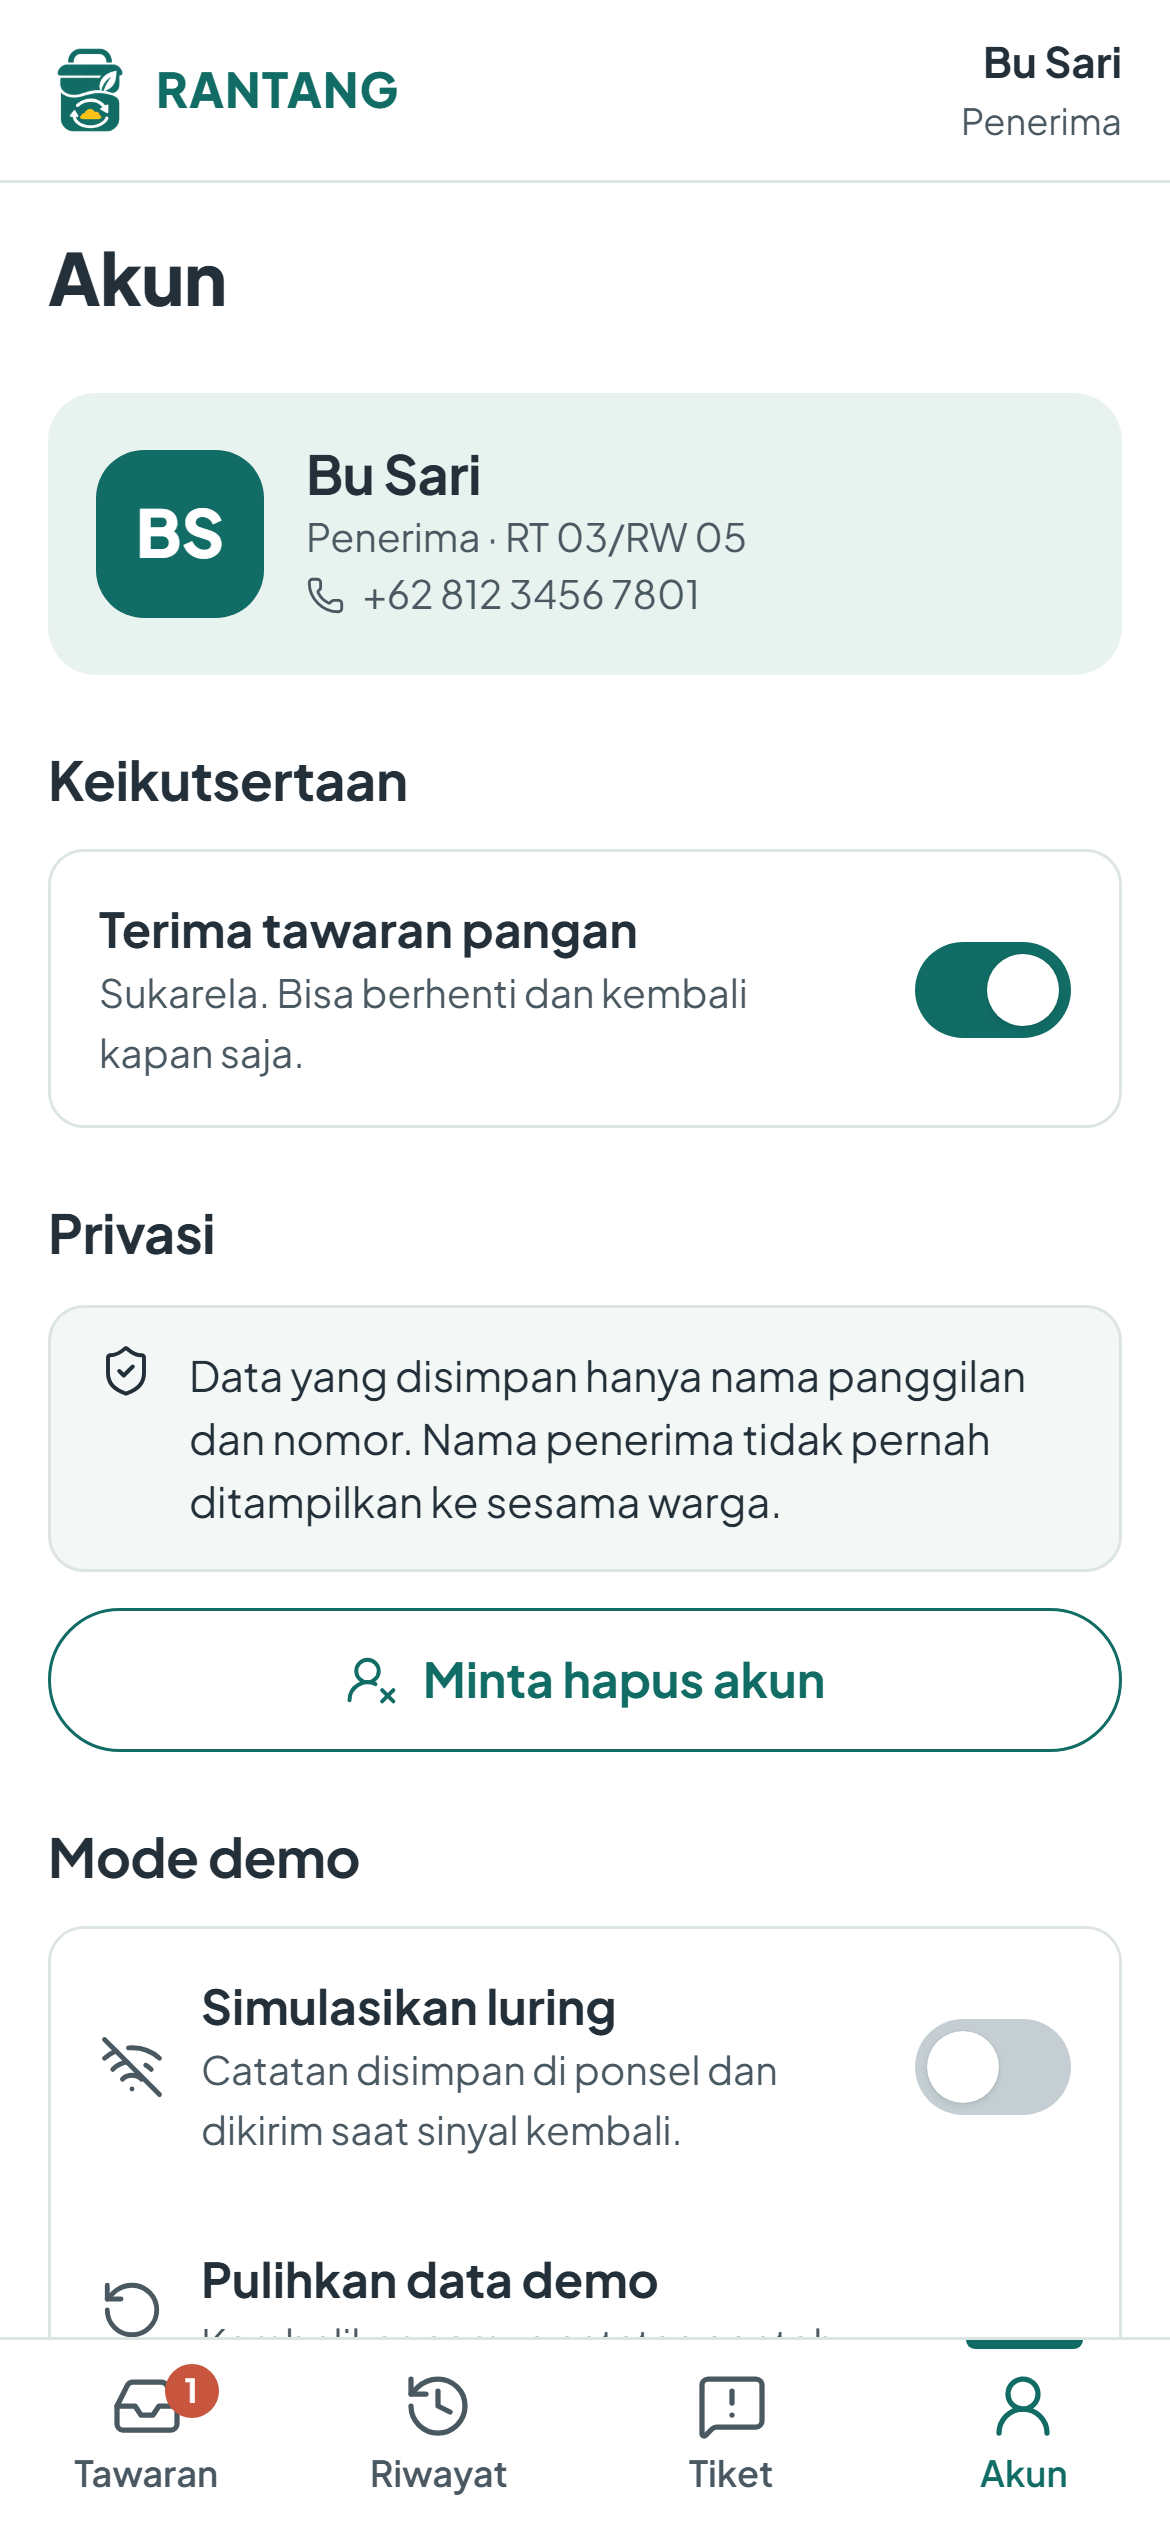 RANTANG
Bu Sari
Penerima
Akun
BS
Bu Sari
Penerima · RT 03/RW 05
+62 812 3456 7801
Keikutsertaan
Terima tawaran pangan
Sukarela. Bisa berhenti dan kembali
kapan saja.
Privasi
Data yang disimpan hanya nama panggilan
dan nomor. Nama penerima tidak pernah
ditampilkan ke sesama warga.
Minta hapus akun
Mode demo
Simulasikan luring
Catatan disimpan di ponsel dan
dikirim saat sinyal kembali.
Pulihkan data demo
1
Tawaran
Riwayat
Tiket
Akun